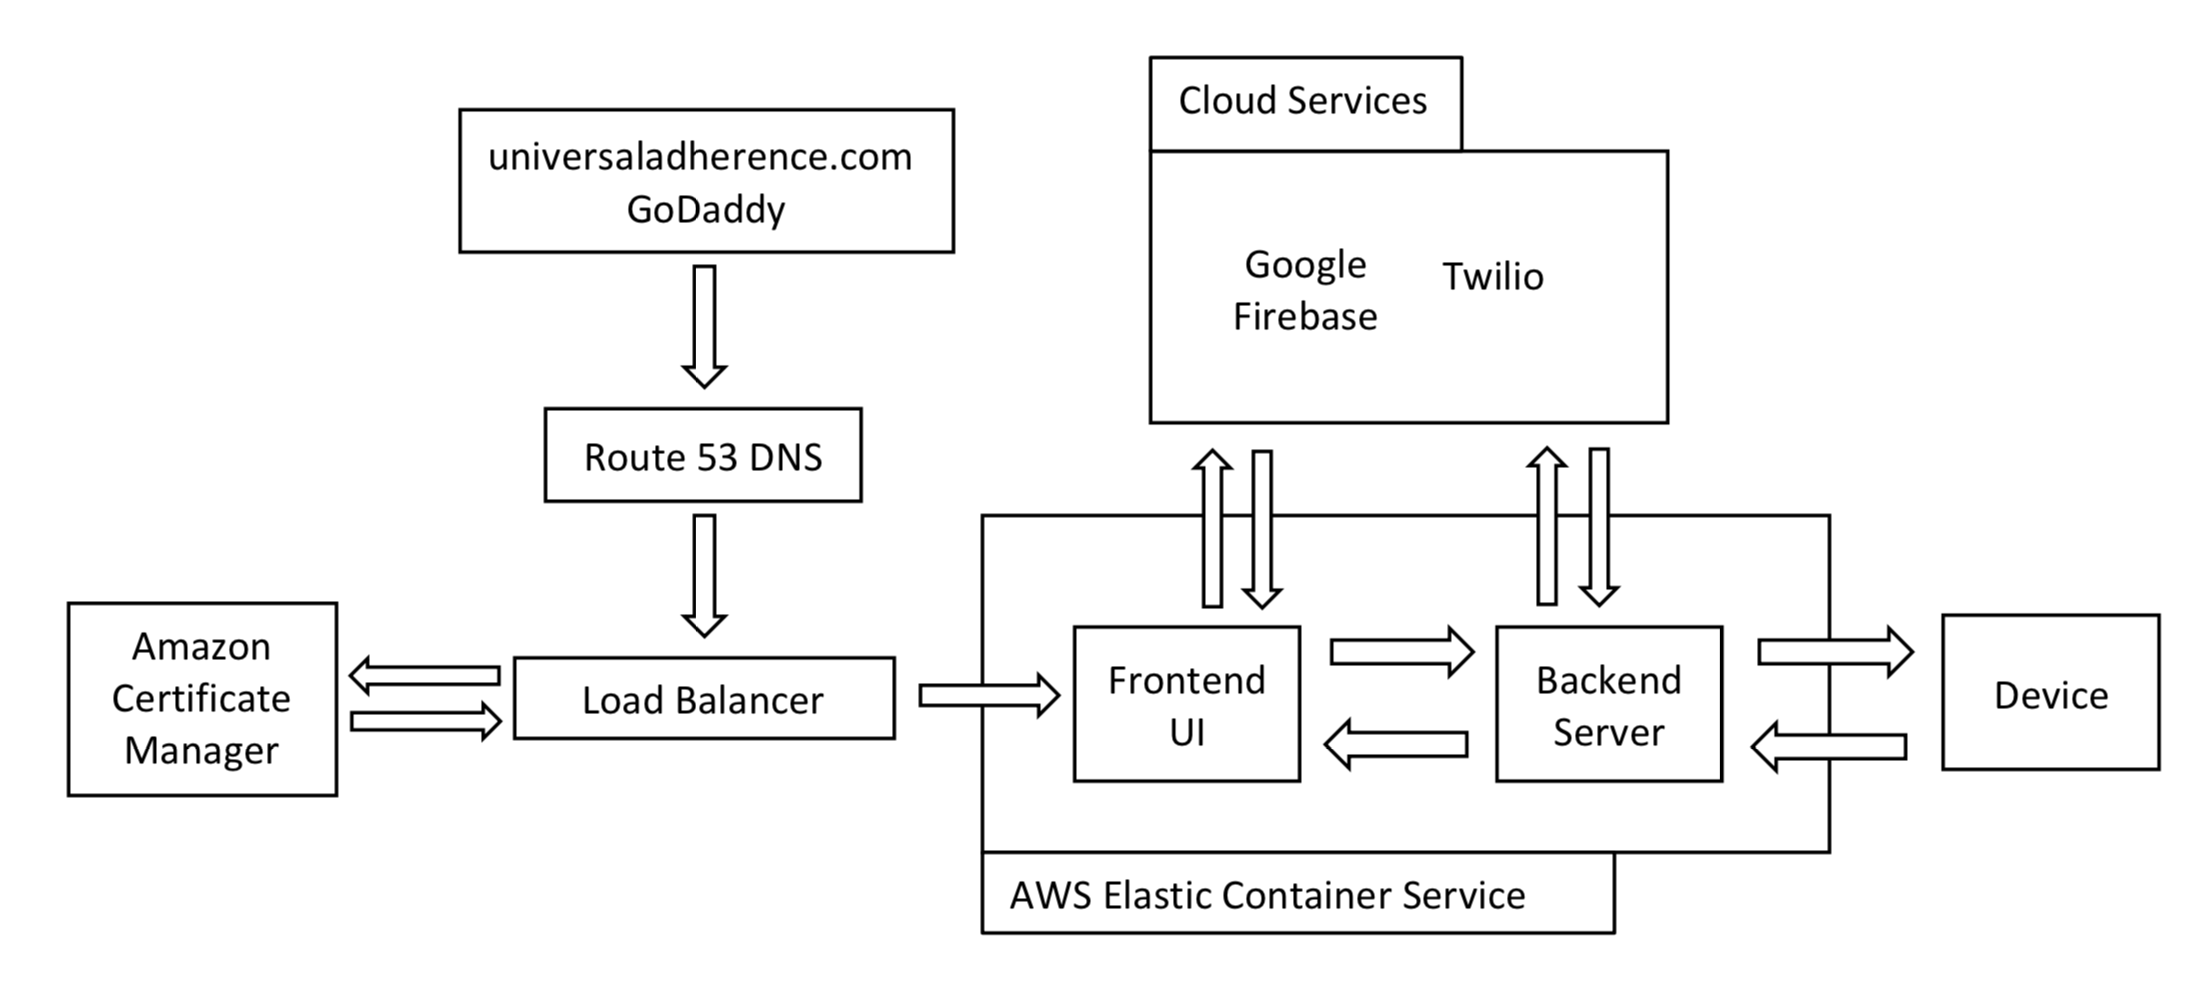 Cloud Services
universaladherence.com
GoDaddy
Google
Firebase
Twilio
Route 53 DNS
Amazon
Certificate
Manager
Load Balancer
Frontend
UI
Backend
Server
Device
AWS Elastic Container Service